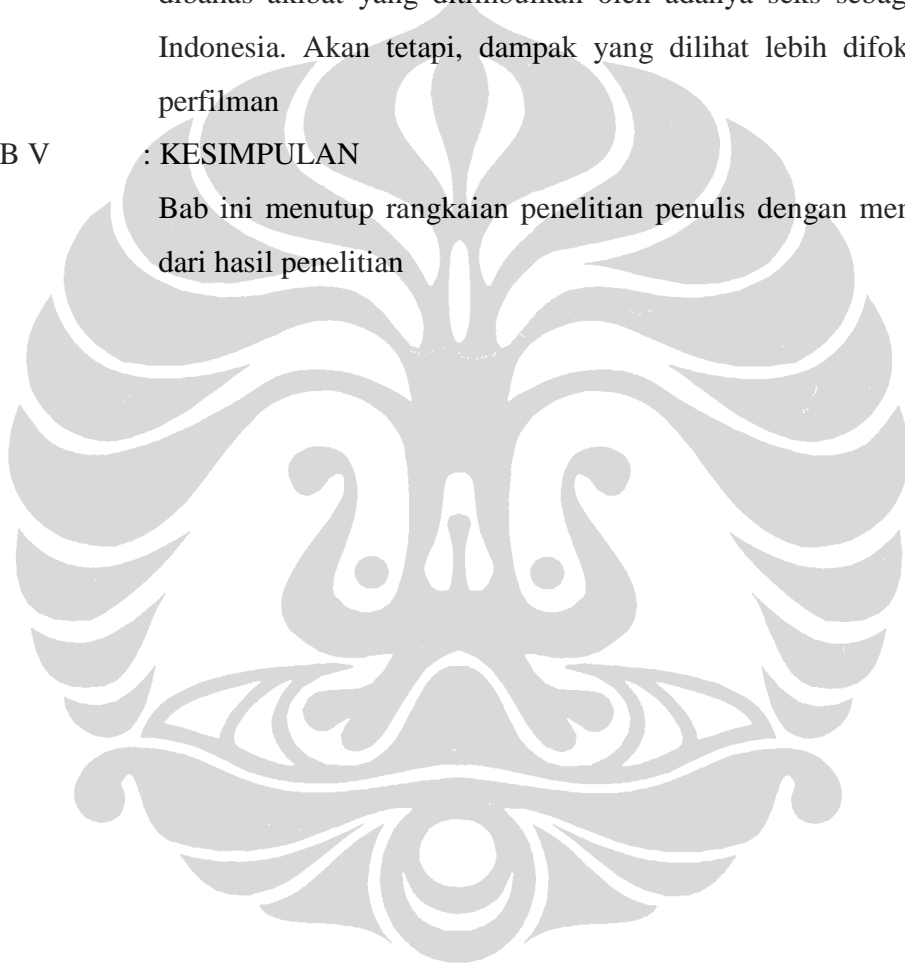 dibahas akibat yang ditimbulkan oleh adanya seks sebag
Indonesia. Akan tetapi, dampak yang dilihat lebih difok
perfilman
B V : KESIMPULAN
Bab ini menutup rangkaian penelitian penulis dengan mer
dari hasil penelitian